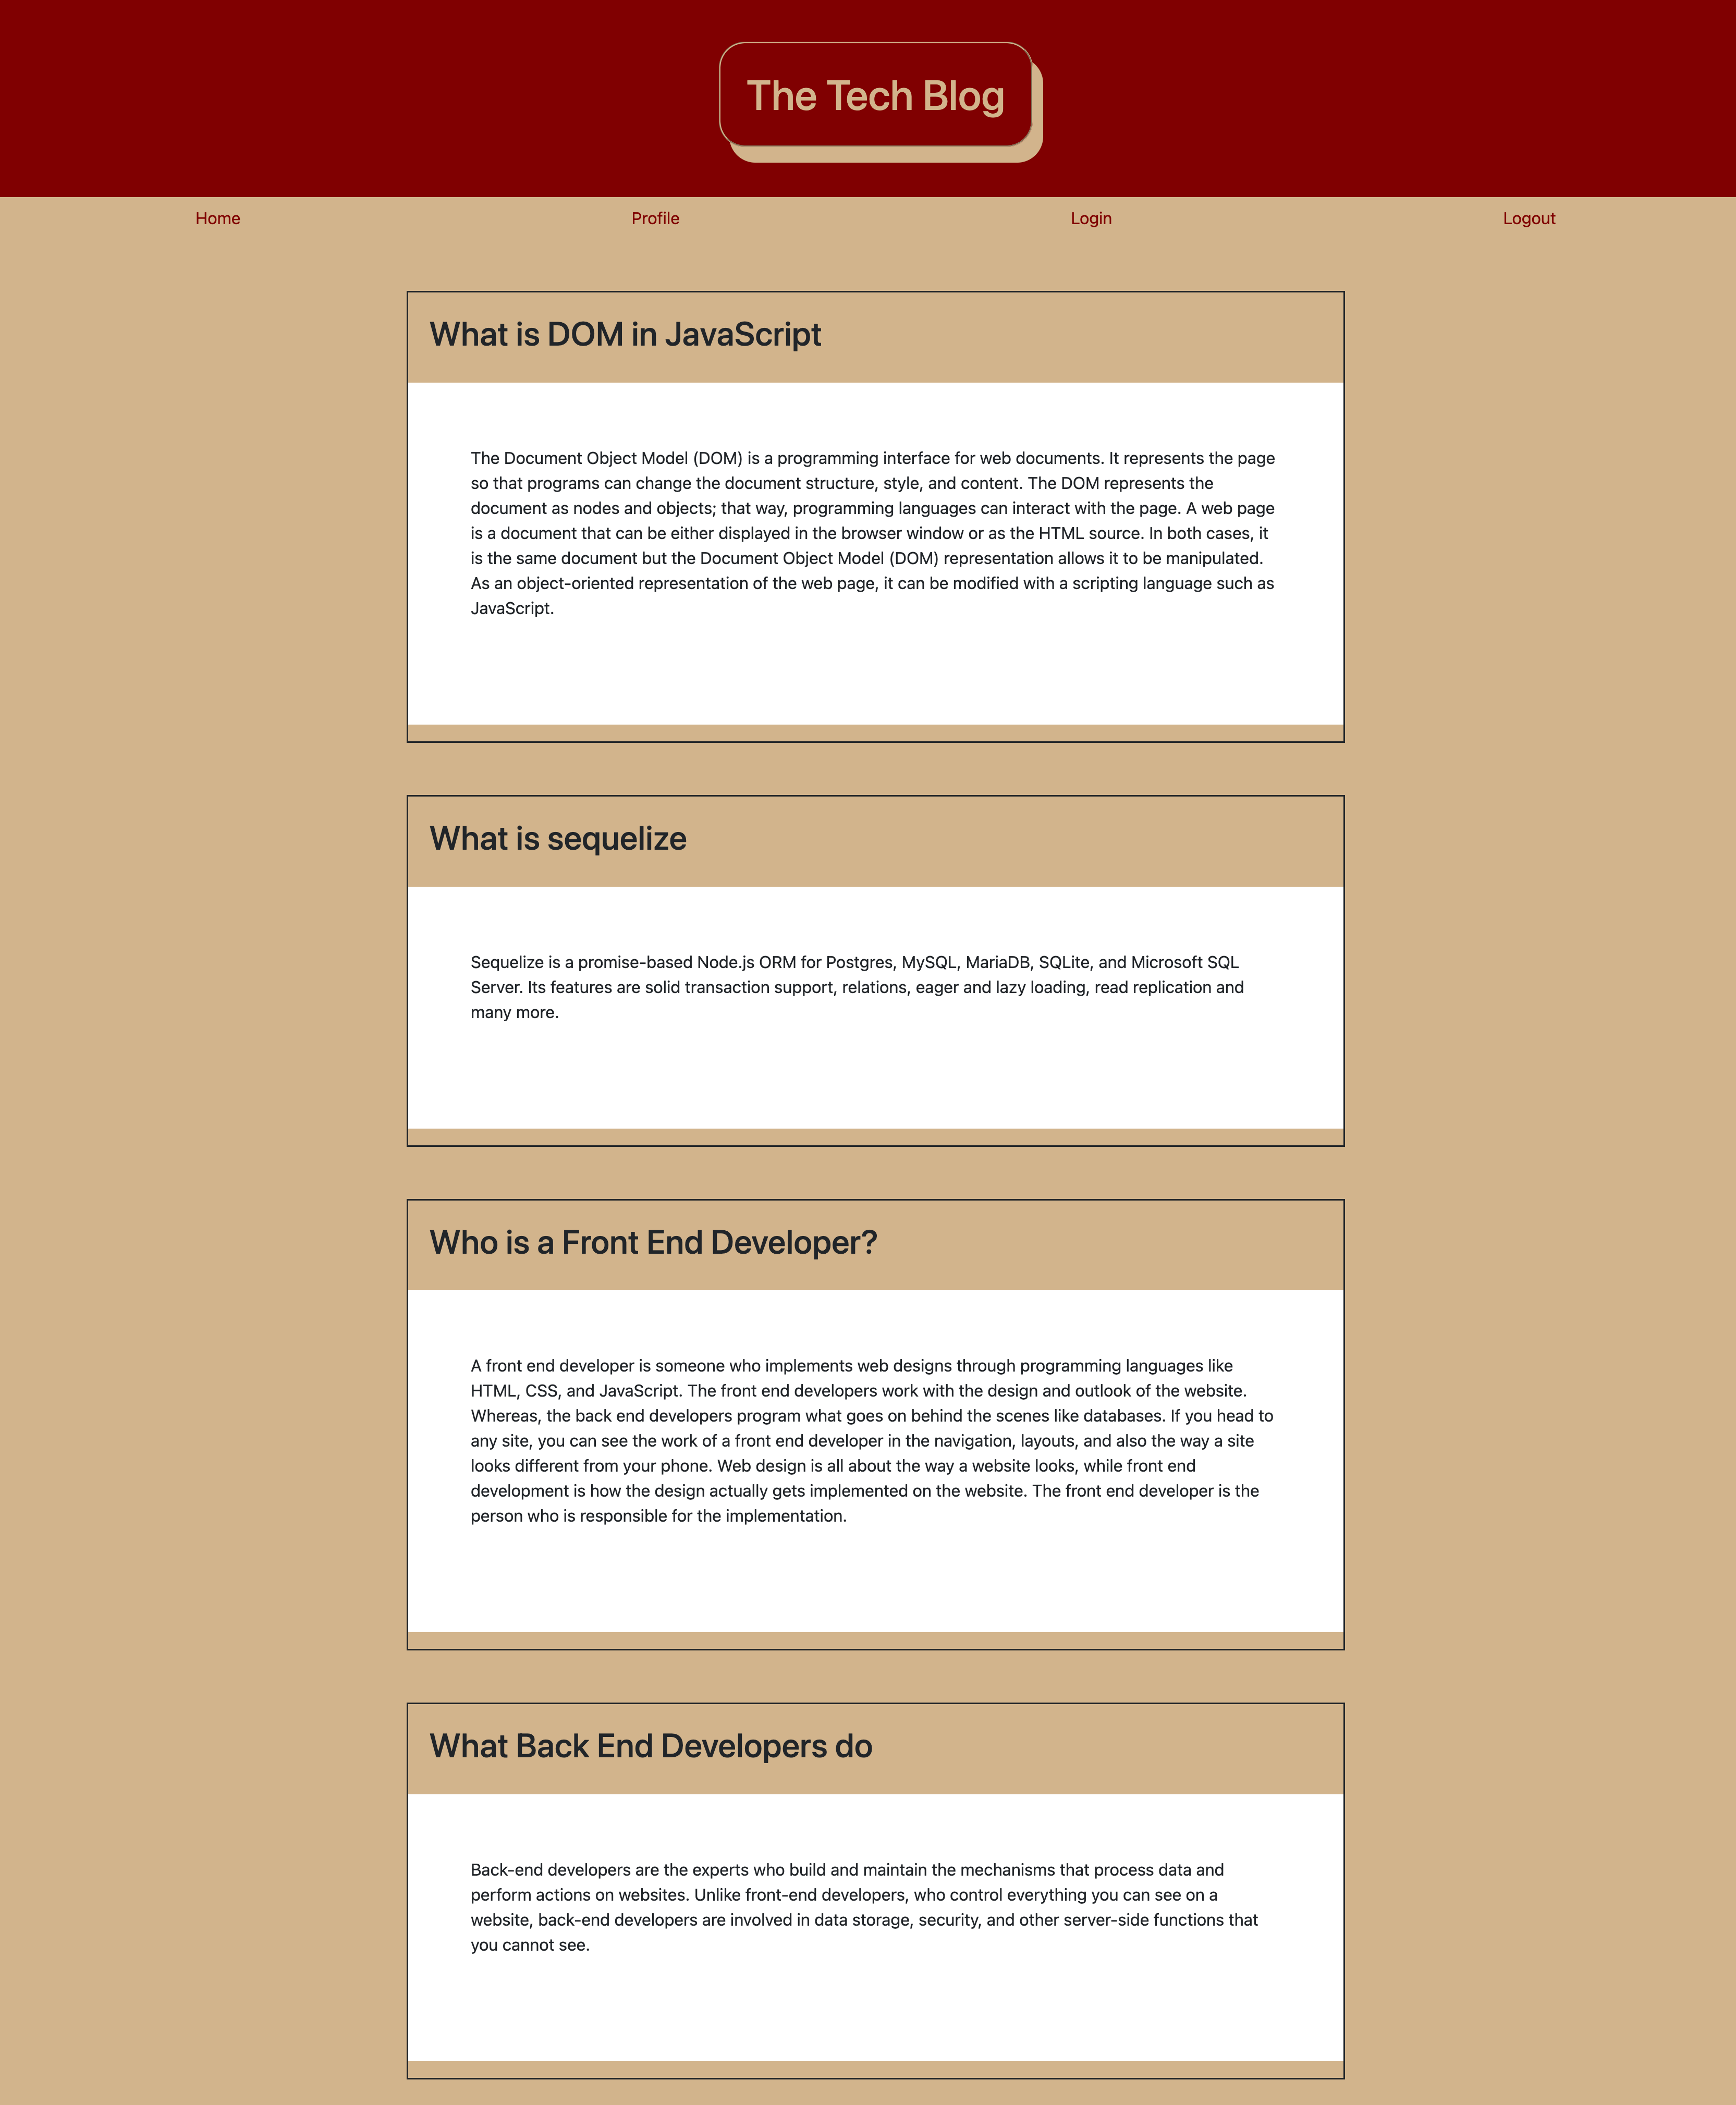 The Tech Blog
Home Profile Login Logout
What is DOM in JavaScript
The Document Object Model (DOM) is a programming interface for web documents. It represents the page
so that programs can change the document structure, style, and content. The DOM represents the
document as nodes and objects; that way, programming languages can interact with the page. A web page
is a document that can be either displayed in the browser window or as the HTML source. In both cases, it
is the same document but the Document Object Model (DOM) representation allows it to be manipulated.
As an object-oriented representation of the web page, it can be modified with a scripting language such as
JavaScript.
What is sequelize
Sequelize is a promise-based Node.js ORM for Postgres, MySQL, MariaDB, SQLite, and Microsoft SQL
Server. Its features are solid transaction support, relations, eager and lazy loading, read replication and
many more.
Who is a Front End Developer?
A front end developer is someone who implements web designs through programming languages like
HTML, CSS, and JavaScript. The front end developers work with the design and outlook of the website.
Whereas, the back end developers program what goes on behind the scenes like databases. If you head to
any site, you can see the work of a front end developer in the navigation, layouts, and also the way a site
looks different from your phone. Web design is all about the way a website looks, while front end
development is how the design actually gets implemented on the website. The front end developer is the
person who is responsible for the implementation.
What Back End Developers do
Back-end developers are the experts who build and maintain the mechanisms that process data and
perform actions on websites. Unlike front-end developers, who control everything you can see on a
website, back-end developers are involved in data storage, security, and other server-side functions that
you cannot see.